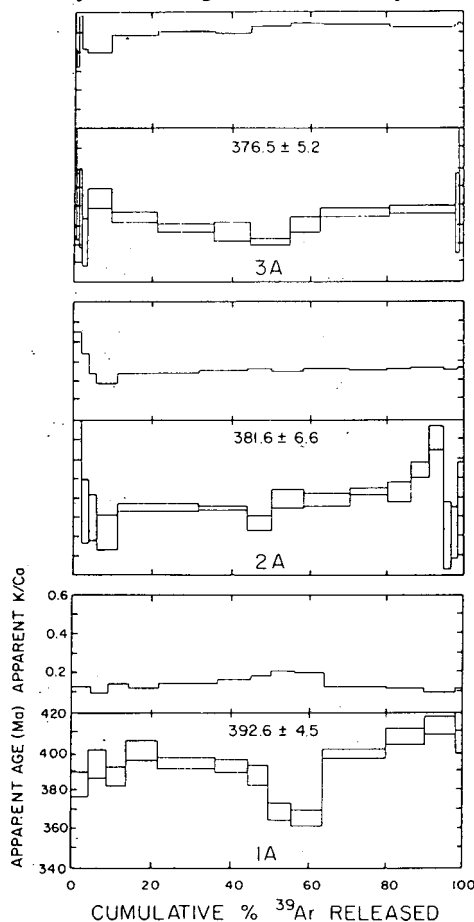 376.5 ± 5.2
3A
381.6 ± 6.6
2A
APPARENT K/Ca
0.6
0.4
0.2
392.6 ± 4.5
APPARENT AGE (Ma)
420
400
380
360
340
1A
0 20 40 60 80 100
CUMULATIVE % ³⁹Ar RELEASED